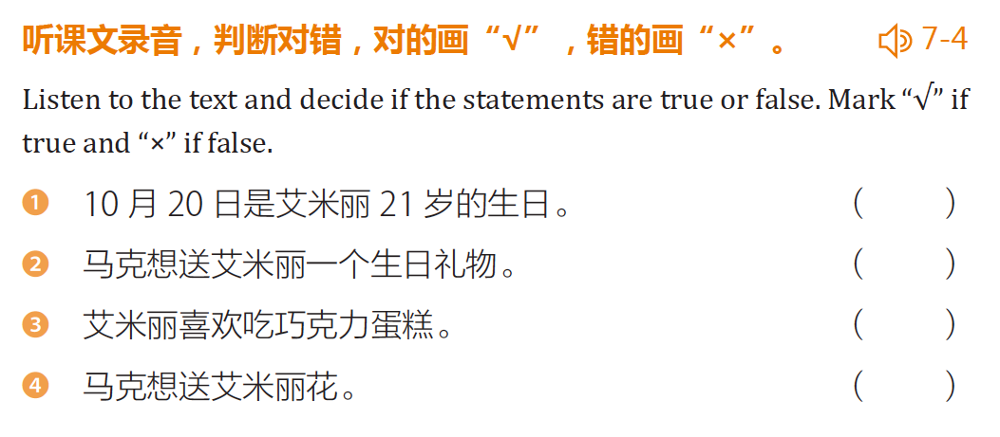 听课文录音，判断对错，对的画“√”，错的画“×”。 7-4
Listen to the text and decide if the statements are true or false. Mark “√” if
true and “×” if false.
1 10 月 20 日是艾米丽 21 岁的生日。 ( )
2 马克想送艾米丽一个生日礼物。 ( )
3 艾米丽喜欢吃巧克力蛋糕。 ( )
4 马克想送艾米丽花。 ( )